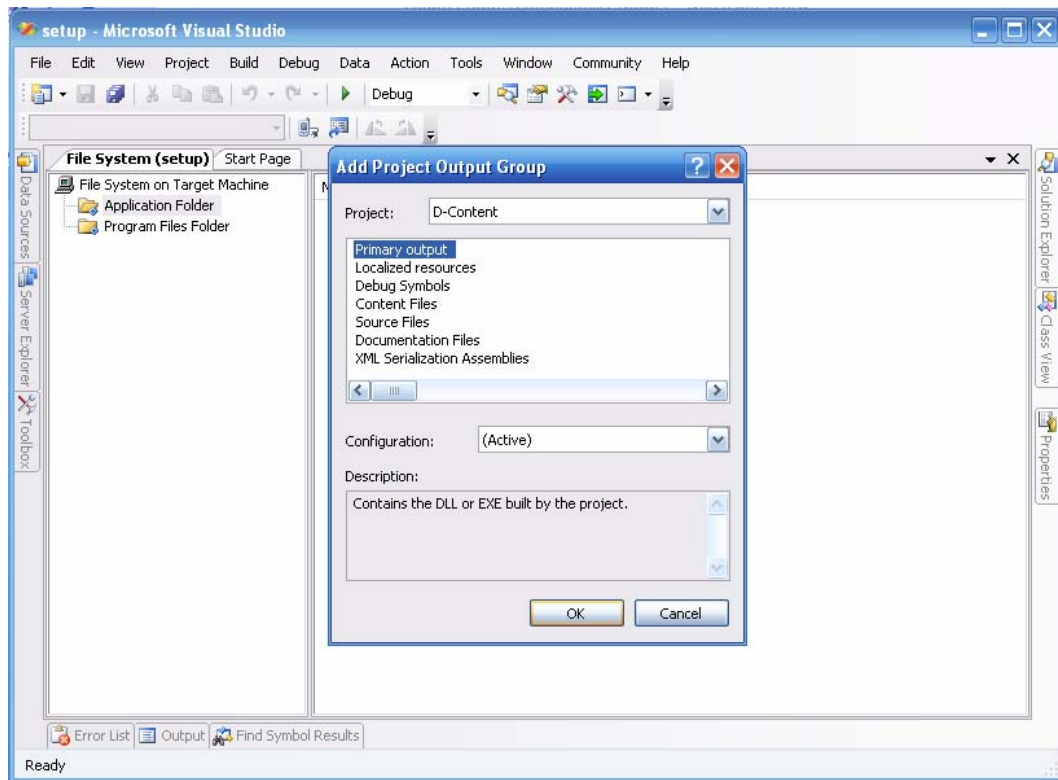 setup - Microsoft Visual Studio
File Edit View Project Build Debug Data Action Tools Window Community Help
Debug
File System (setup) Start Page
File System on Target Machine
Application Folder
Program Files Folder
Data Sources
Server Explorer
Toolbox
Add Project Output Group
Project: D-Content
Primary output
Localized resources
Debug Symbols
Content Files
Source Files
Documentation Files
XML Serialization Assemblies
Configuration: (Active)
Description:
Contains the DLL or EXE built by the project.
OK Cancel
Solution Explorer
Class View
Properties
Error List Output Find Symbol Results
Ready